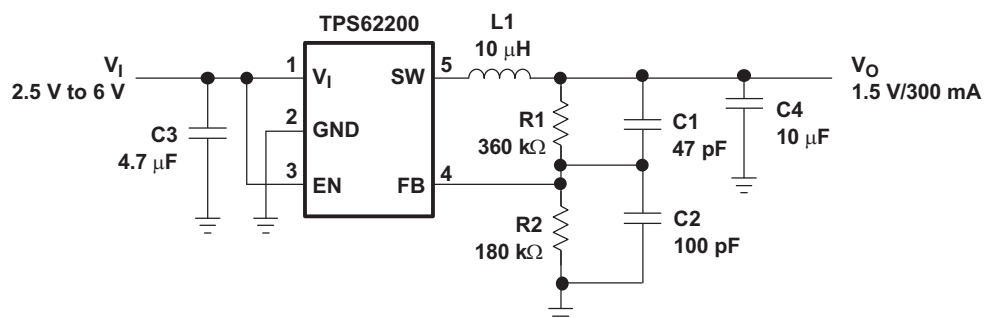 TPS62200
L1
10 µH
V_I
2.5 V to 6 V
1
V_I
SW
5
V_O
1.5 V/300 mA
C3
4.7 µF
2
GND
R1
360 kΩ
C1
47 pF
C4
10 µF
3
EN
FB
4
R2
180 kΩ
C2
100 pF